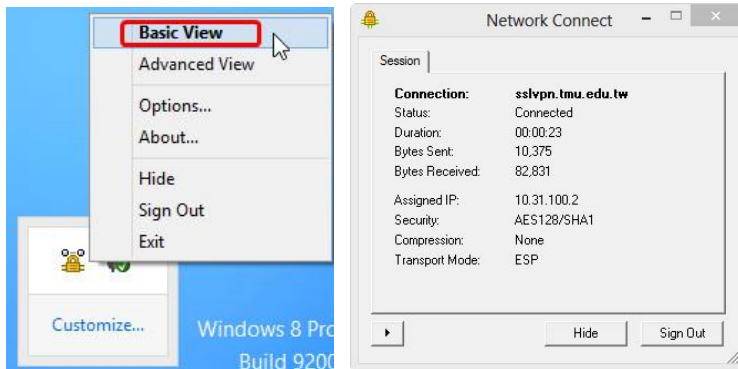 Basic View
Advanced View
Options...
About...
Hide
Sign Out
Exit
Customize...
Windows 8 Pro
Build 9200
Network Connect
Session
Connection: sslvpn.tmu.edu.tw
Status: Connected
Duration: 00:00:23
Bytes Sent: 10,375
Bytes Received: 82,831
Assigned IP: 10.31.100.2
Security: AES128/SHA1
Compression: None
Transport Mode: ESP
Hide Sign Out